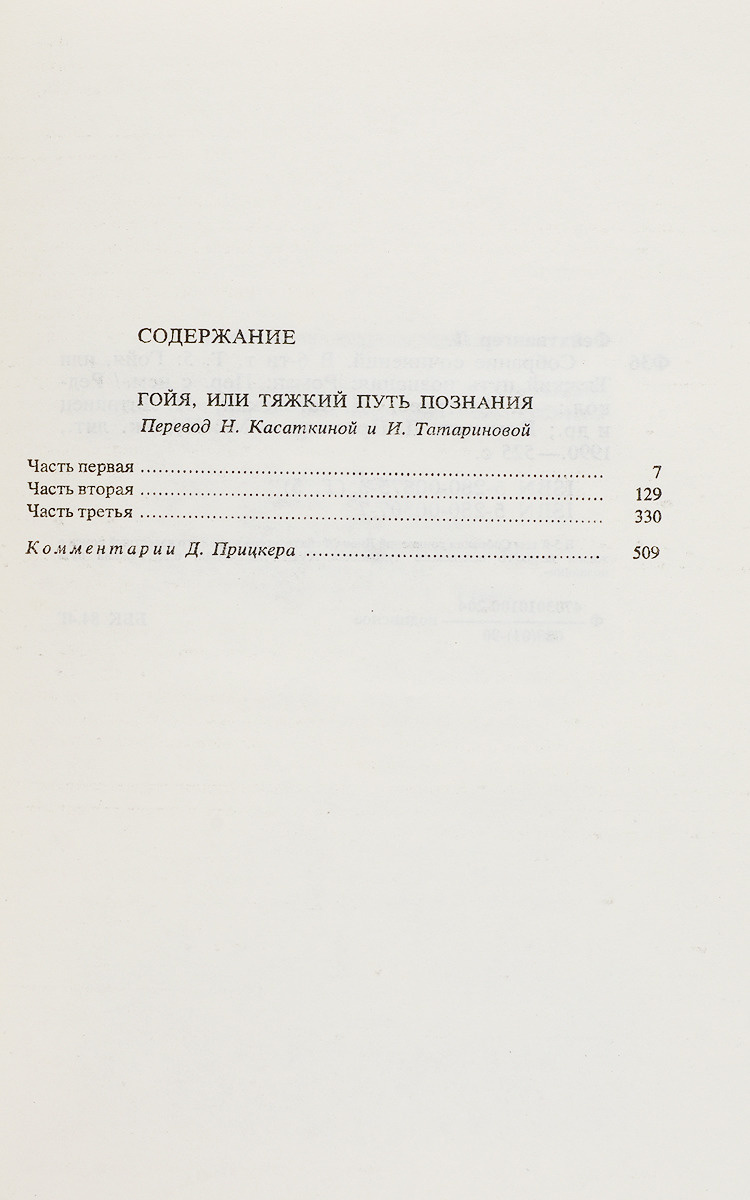 СОДЕРЖАНИЕ
ГОЙЯ, ИЛИ ТЯЖКИЙ ПУТЬ ПОЗНАНИЯ
Перевод Н. Касаткиной и И. Татариновой
Часть первая ........................................................ 7
Часть вторая ........................................................ 129
Часть третья ........................................................ 330
Комментарии Д. Прицкера .................................... 509